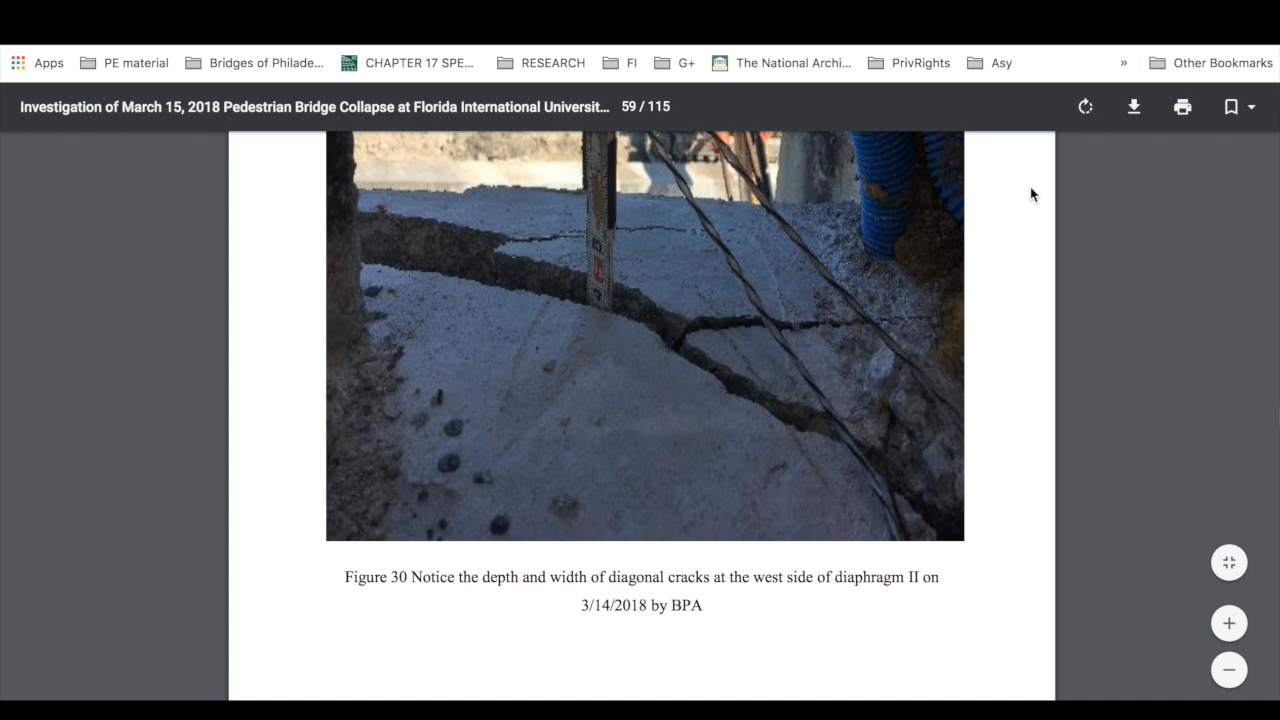 Apps PE material Bridges of Philade... CHAPTER 17 SPE... RESEARCH FI G+ The National Archi... PrivRights Asy » Other Bookmarks
Investigation of March 15, 2018 Pedestrian Bridge Collapse at Florida International Universit... 59 / 115
Figure 30 Notice the depth and width of diagonal cracks at the west side of diaphragm II on
3/14/2018 by BPA